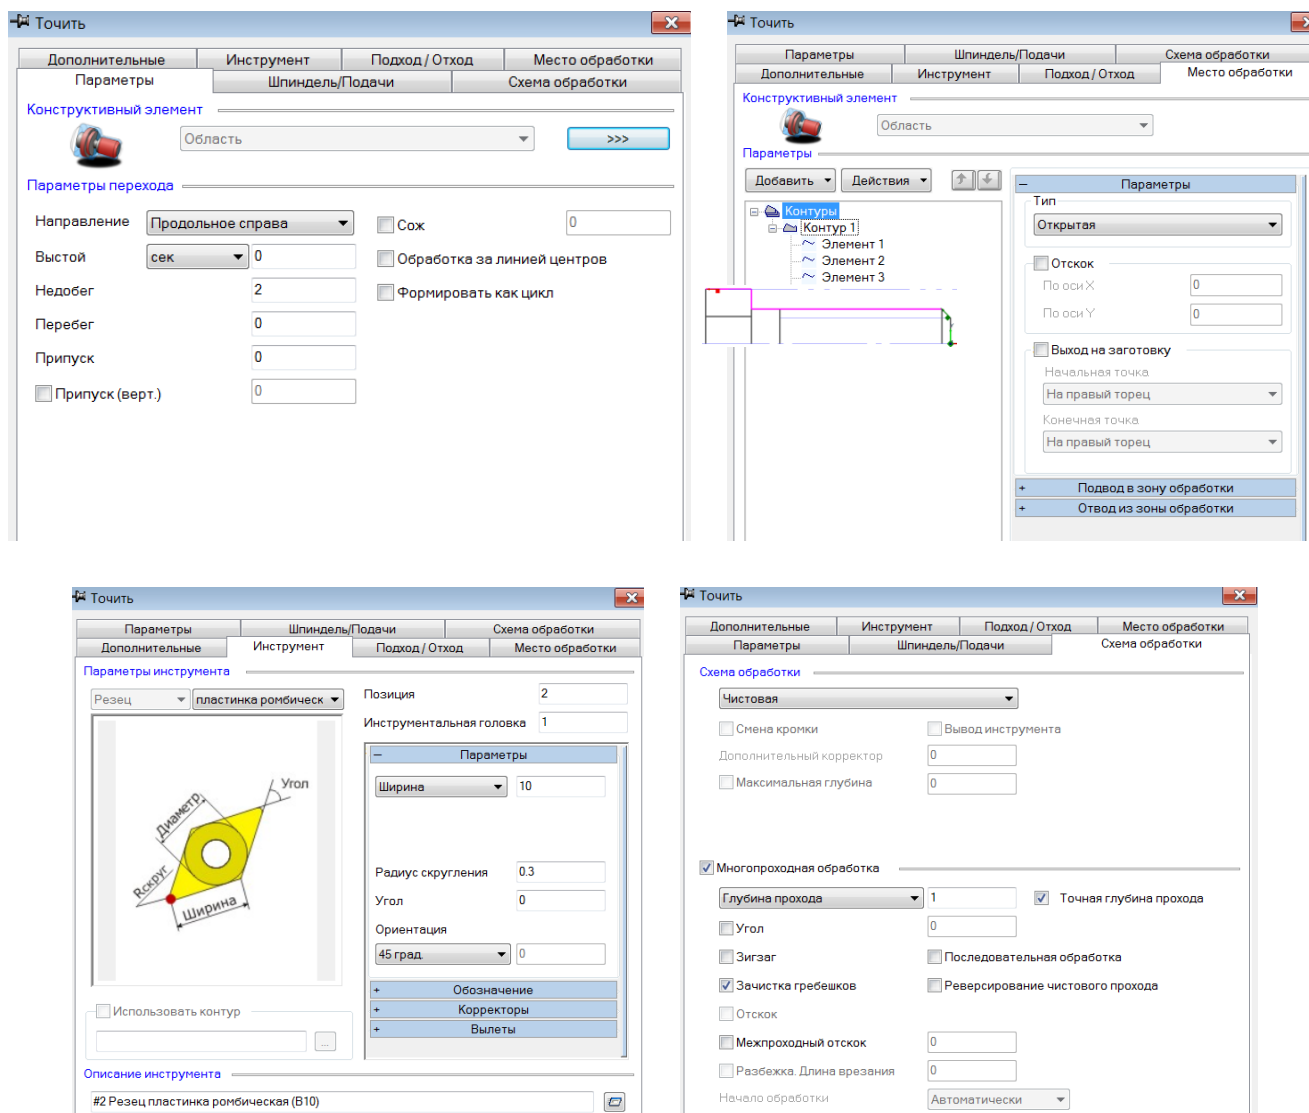 Точить
Дополнительные
Инструмент
Подход / Отход
Место обработки
Параметры
Шпиндель/Подачи
Схема обработки
Конструктивный элемент
Область
>>>
Параметры перехода
Направление
Продольное справа
Сож
0
Выстой
сек
0
Обработка за линией центров
Недобег
2
Формировать как цикл
Перебег
0
Припуск
0
Припуск (верт.)
0
Точить
Параметры
Шпиндель/Подачи
Схема обработки
Дополнительные
Инструмент
Подход / Отход
Место обработки
Конструктивный элемент
Область
Параметры
Добавить
Действия
Контуры
Контур 1
Элемент 1
Элемент 2
Элемент 3
Параметры
Тип
Открытая
Отскок
По оси X
0
По оси Y
0
Выход на заготовку
Начальная точка
На правый торец
Конечная точка
На правый торец
+ Подвод в зону обработки
+ Отвод из зоны обработки
Точить
Параметры
Шпиндель/Подачи
Схема обработки
Дополнительные
Инструмент
Подход / Отход
Место обработки
Параметры инструмента
Резец
пластинка ромбическ
Позиция
2
Инструментальная головка
1
Угол
Диаметр
Rскруг
Ширина
Параметры
Ширина
10
Радиус скругления
0.3
Угол
0
Ориентация
45 град.
0
+ Обозначение
+ Корректоры
+ Вылеты
Использовать контур
...
Описание инструмента
#2 Резец пластинка ромбическая (B10)
Точить
Дополнительные
Инструмент
Подход / Отход
Место обработки
Параметры
Шпиндель/Подачи
Схема обработки
Схема обработки
Чистовая
Смена кромки
Вывод инструмента
Дополнительный корректор
0
Максимальная глубина
0
Многопроходная обработка
Глубина прохода
1
Точная глубина прохода
Угол
0
Зигзаг
Последовательная обработка
Зачистка гребешков
Реверсирование чистового прохода
Отскок
Межпроходный отскок
0
Разбежка. Длина врезания
0
Начало обработки
Автоматически